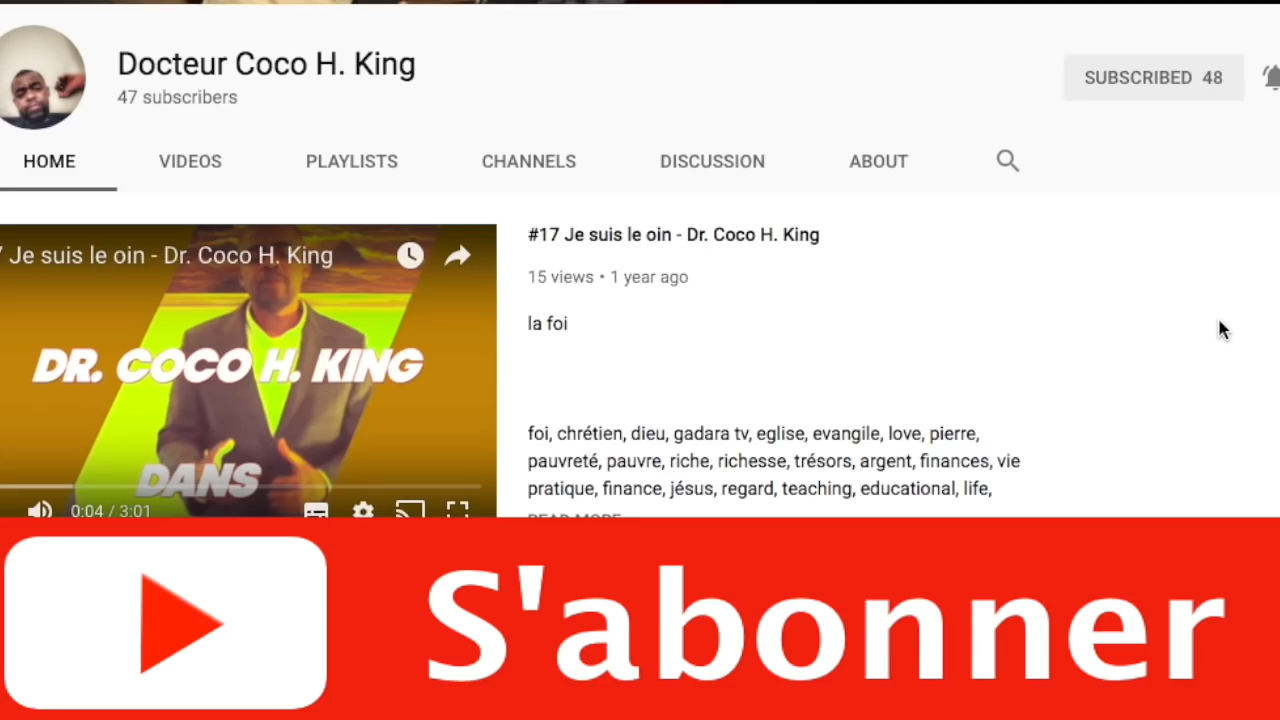 Docteur Coco H. King
47 subscribers
SUBSCRIBED 48
HOME VIDEOS PLAYLISTS CHANNELS DISCUSSION ABOUT
Je suis le oin - Dr. Coco H. King
DR. COCO H. KING
DANS
0:04 / 3:01
#17 Je suis le oin - Dr. Coco H. King
15 views • 1 year ago
la foi
foi, chrétien, dieu, gadara tv, eglise, evangile, love, pierre,
pauvreté, pauvre, riche, richesse, trésors, argent, finances, vie
pratique, finance, jésus, regard, teaching, educational, life,
READ MORE
S'abonner